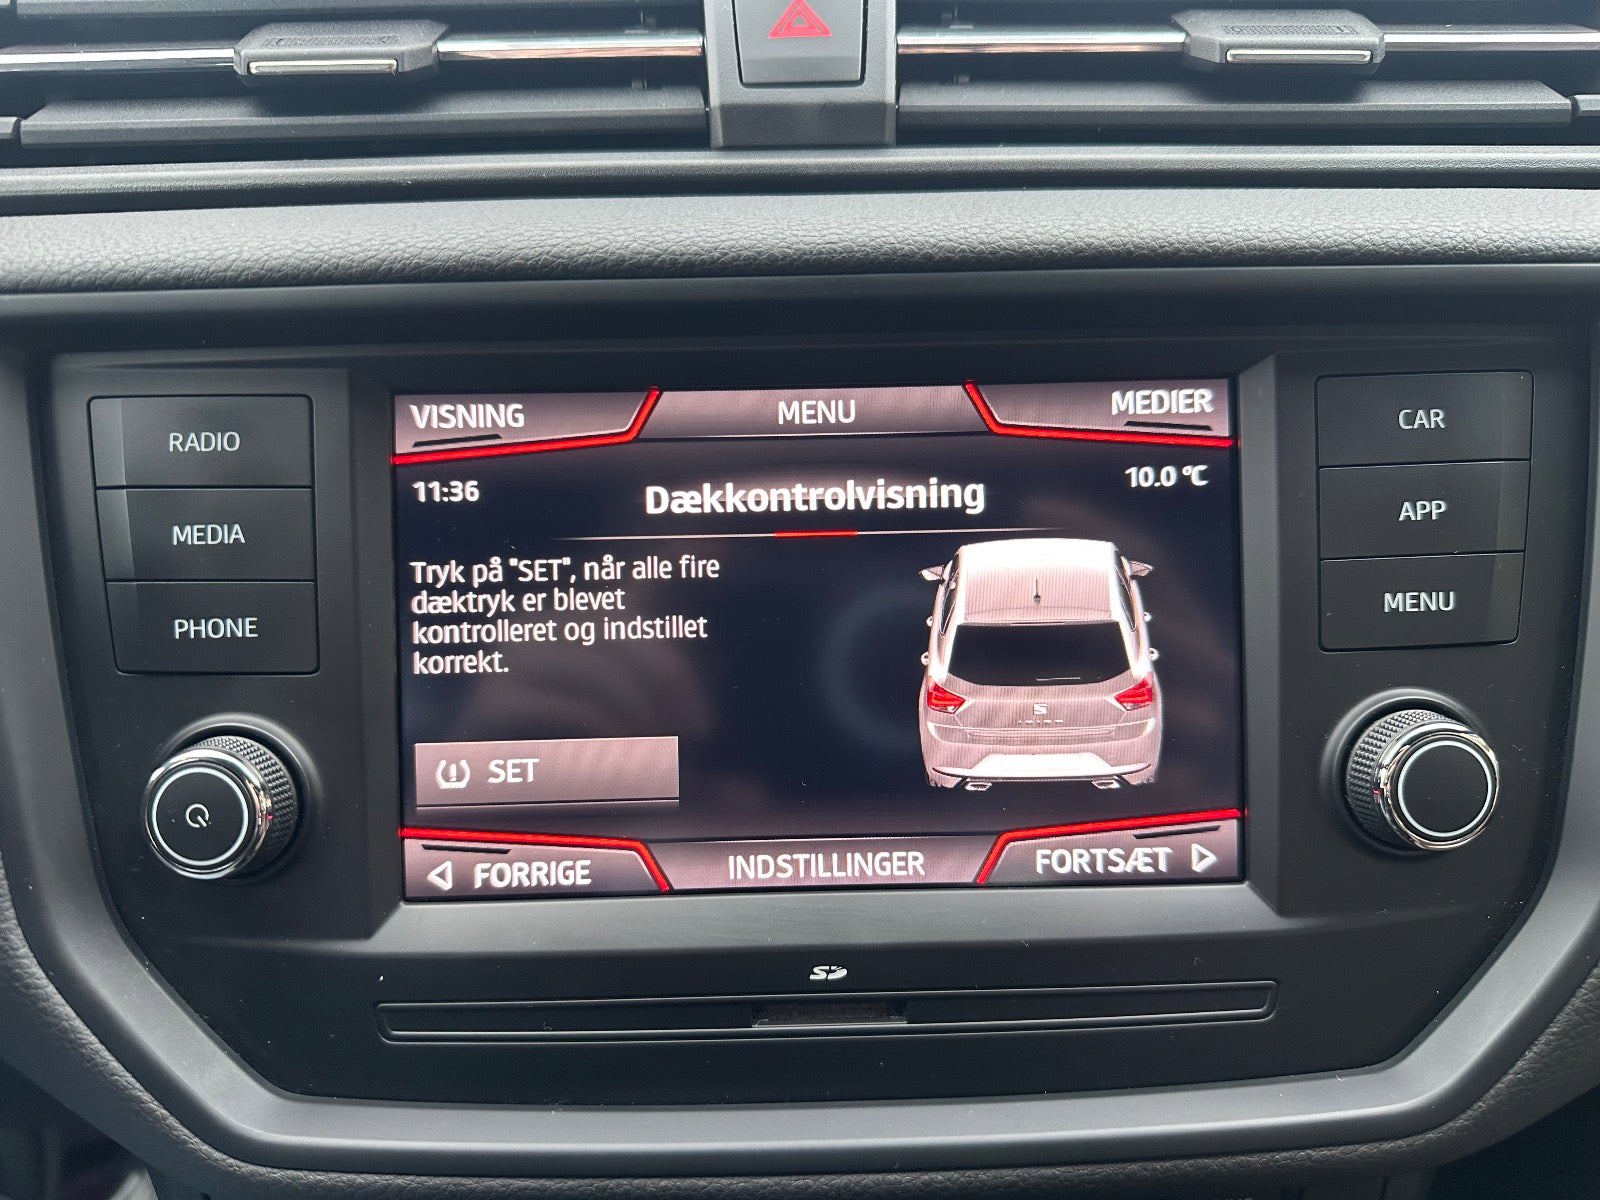 VISNING
MENU
MEDIER
RADIO
CAR
11:36
Dækkontrolvisning
10.0 °C
MEDIA
APP
Tryk på "SET", når alle fire
dæktryk er blevet
kontrolleret og indstillet
korrekt.
PHONE
MENU
SET
FORRIGE
INDSTILLINGER
FORTSÆT
SD